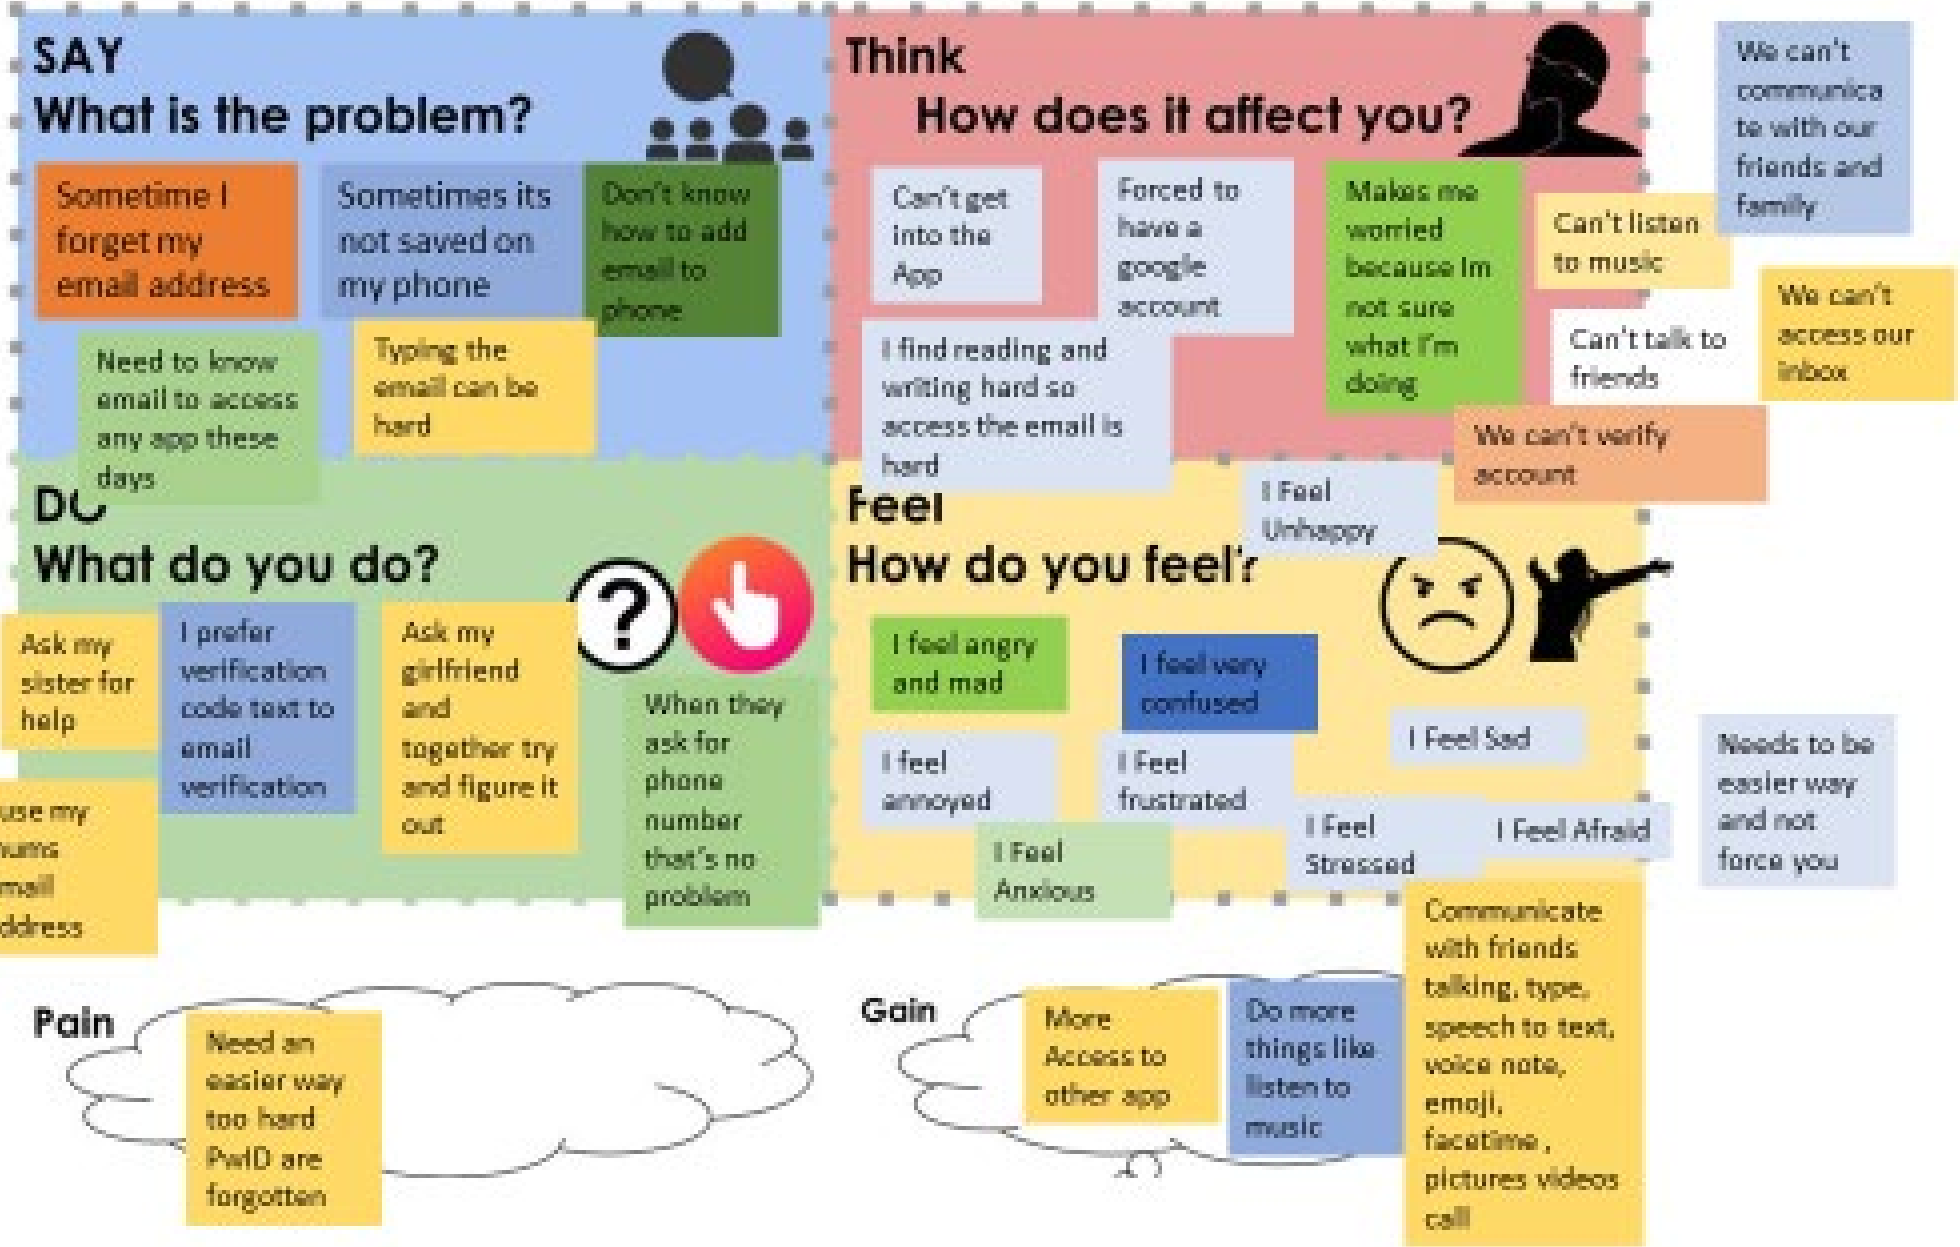 SAY
What is the problem?
Sometime I
forget my
email address
Sometimes its
not saved on
my phone
Don't know
how to add
email to
phone
Need to know
email to access
any app these
days
Typing the
email can be
hard
Think
How does it affect you?
Can't get
into the
App
Forced to
have a
google
account
Makes me
worried
because Im
not sure
what I'm
doing
Can't listen
to music
We can't
communica
te with our
friends and
family
We can't
access our
inbox
Can't talk to
friends
I find reading and
writing hard so
access the email is
hard
We can't verify
account
DO
What do you do?
Ask my
sister for
help
I prefer
verification
code text to
email
verification
Ask my
girlfriend
and
together try
and figure it
out
When they
ask for
phone
number
that's no
problem
use my
ums
mail
ddress
Feel
How do you feel?
I Feel
Unhappy
I feel angry
and mad
I feel very
confused
I Feel Sad
I feel
annoyed
I Feel
frustrated
I Feel
Stressed
I Feel Afraid
I Feel
Anxious
Needs to be
easier way
and not
force you
Pain
Need an
easier way
too hard
PwID are
forgotten
Gain
More
Access to
other app
Do more
things like
listen to
music
Communicate
with friends
talking, type,
speech to text,
voice note,
emoji,
facetime ,
pictures videos
call